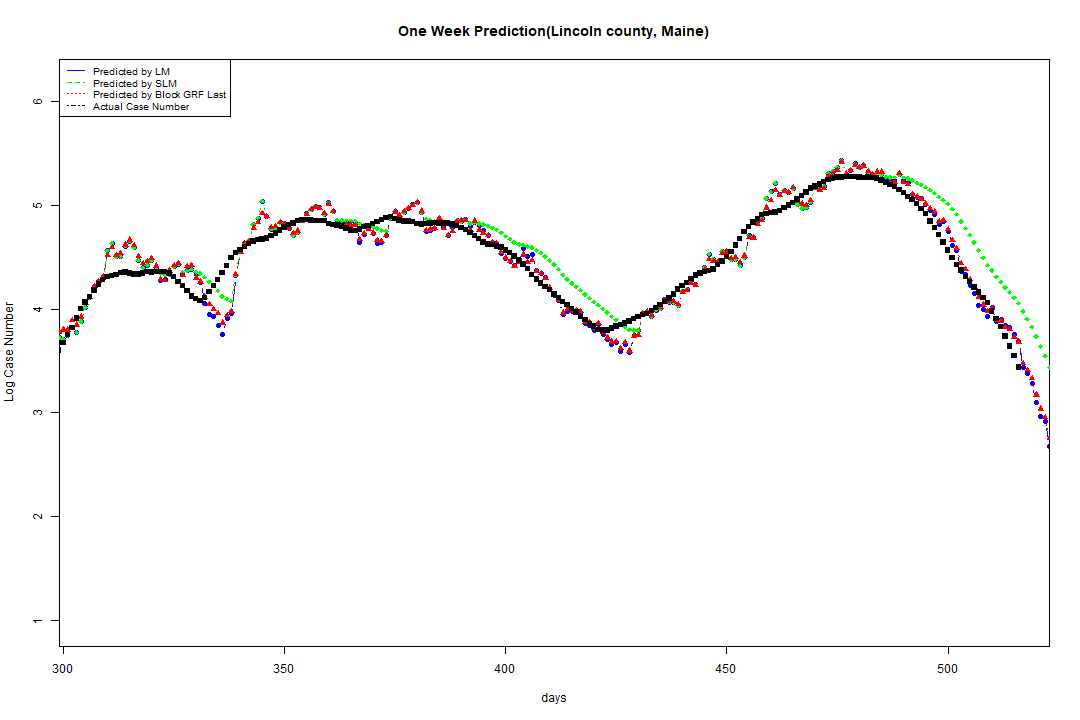 One Week Prediction(Lincoln county, Maine)
Predicted by LM
Predicted by SLM
Predicted by Block GRF Last
Actual Case Number
6
5
4
3
2
1
Log Case Number
300 350 400 450 500
days